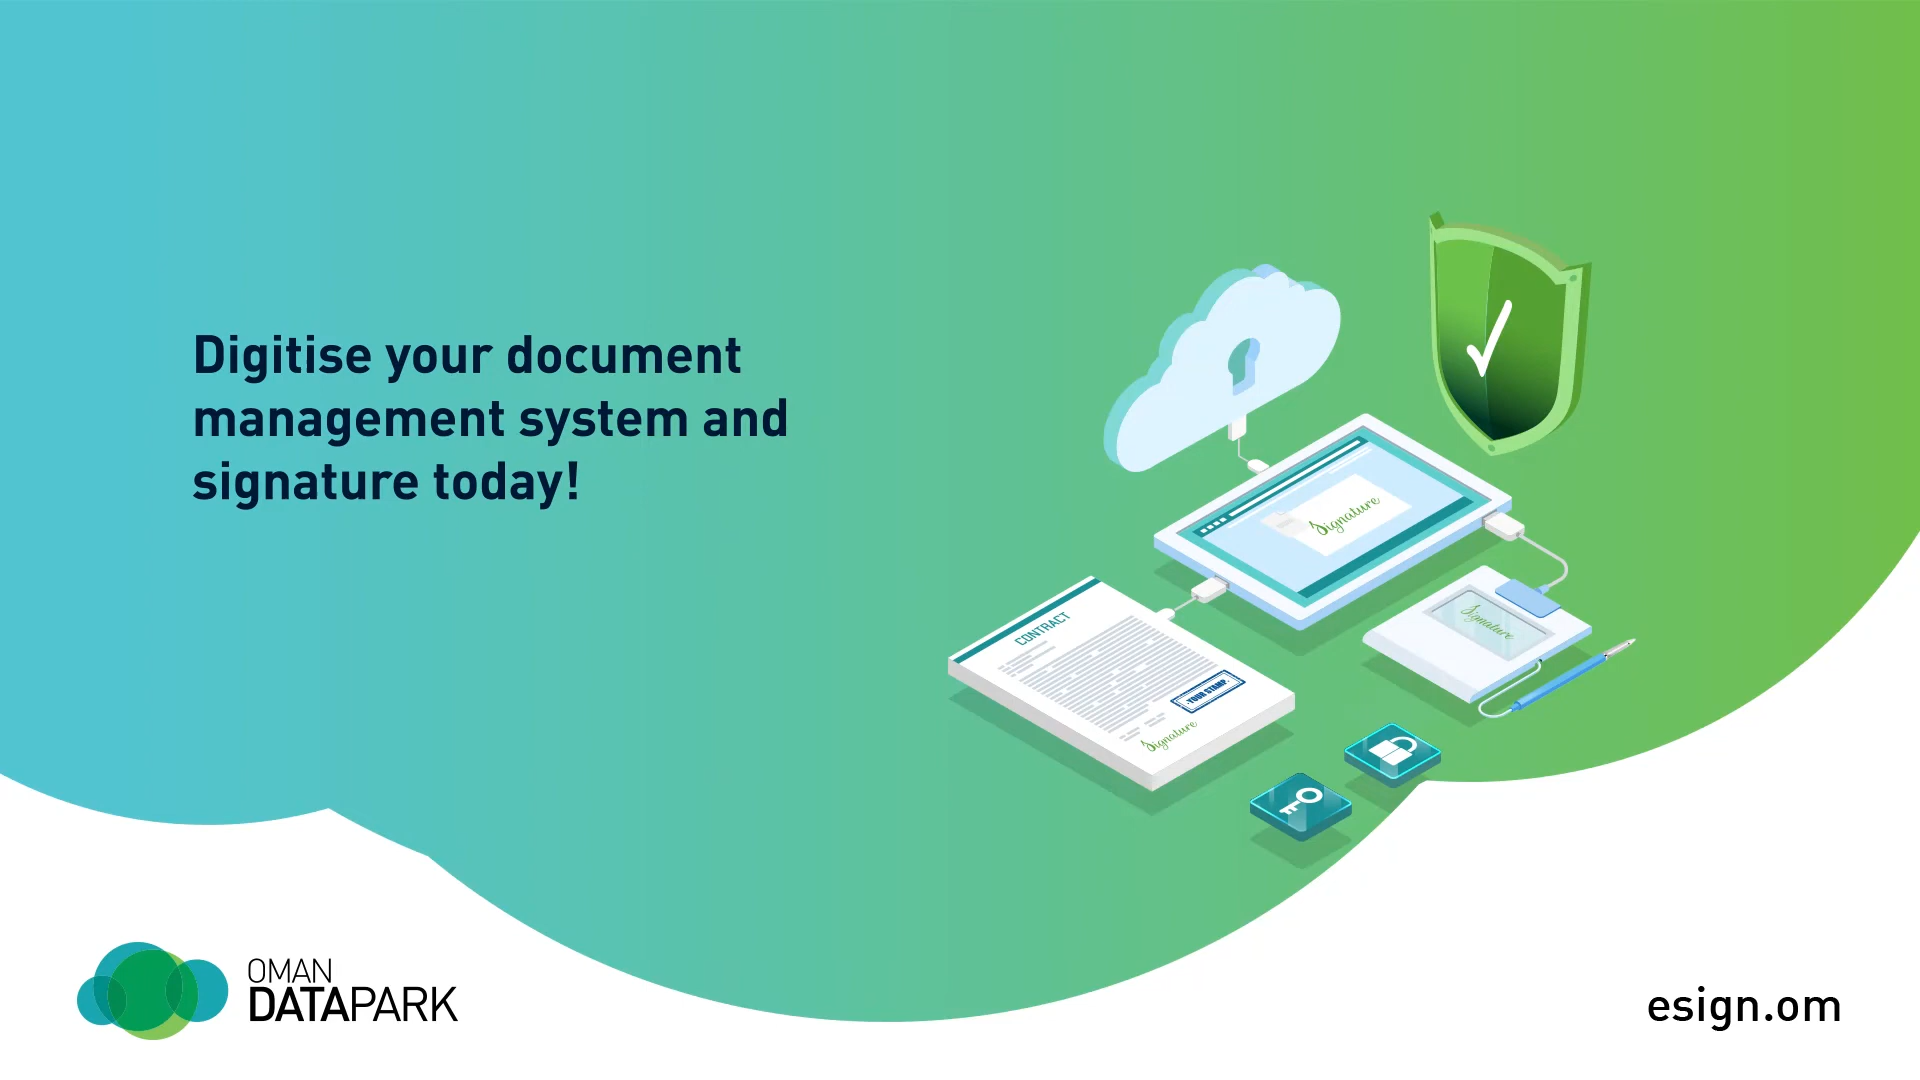 Digitise your document
management system and
signature today!
Signature
Signature
CONTRACT
YOUR STAMP
Signature
OMAN
DATAPARK
esign.om